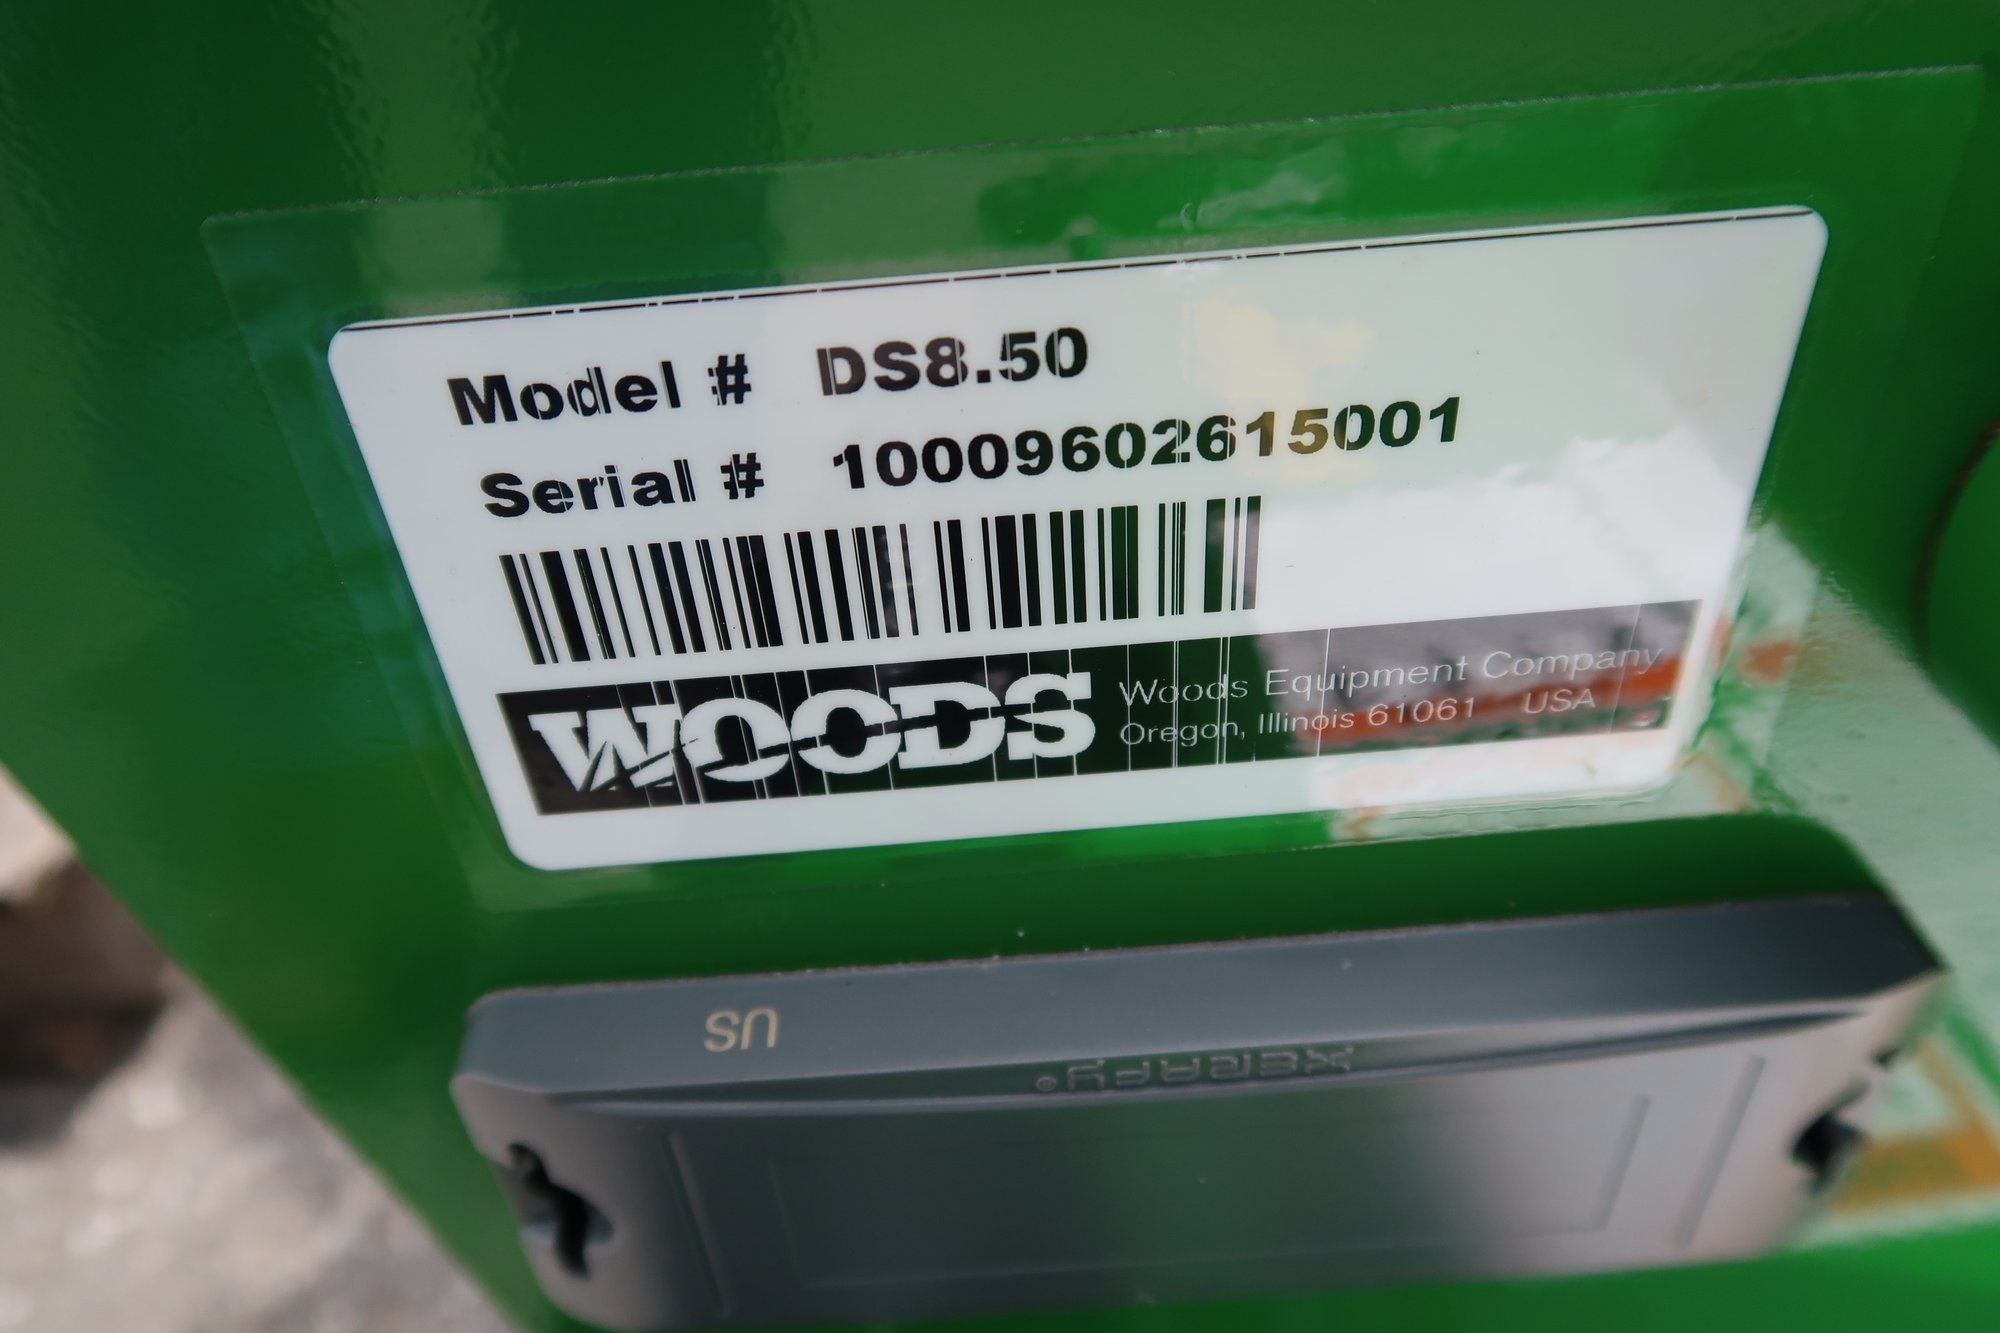 Model # DS8.50
Serial # 10009602615001
WOODS
Woods Equipment Company
Oregon, Illinois 61061 USA
US
XERAFY